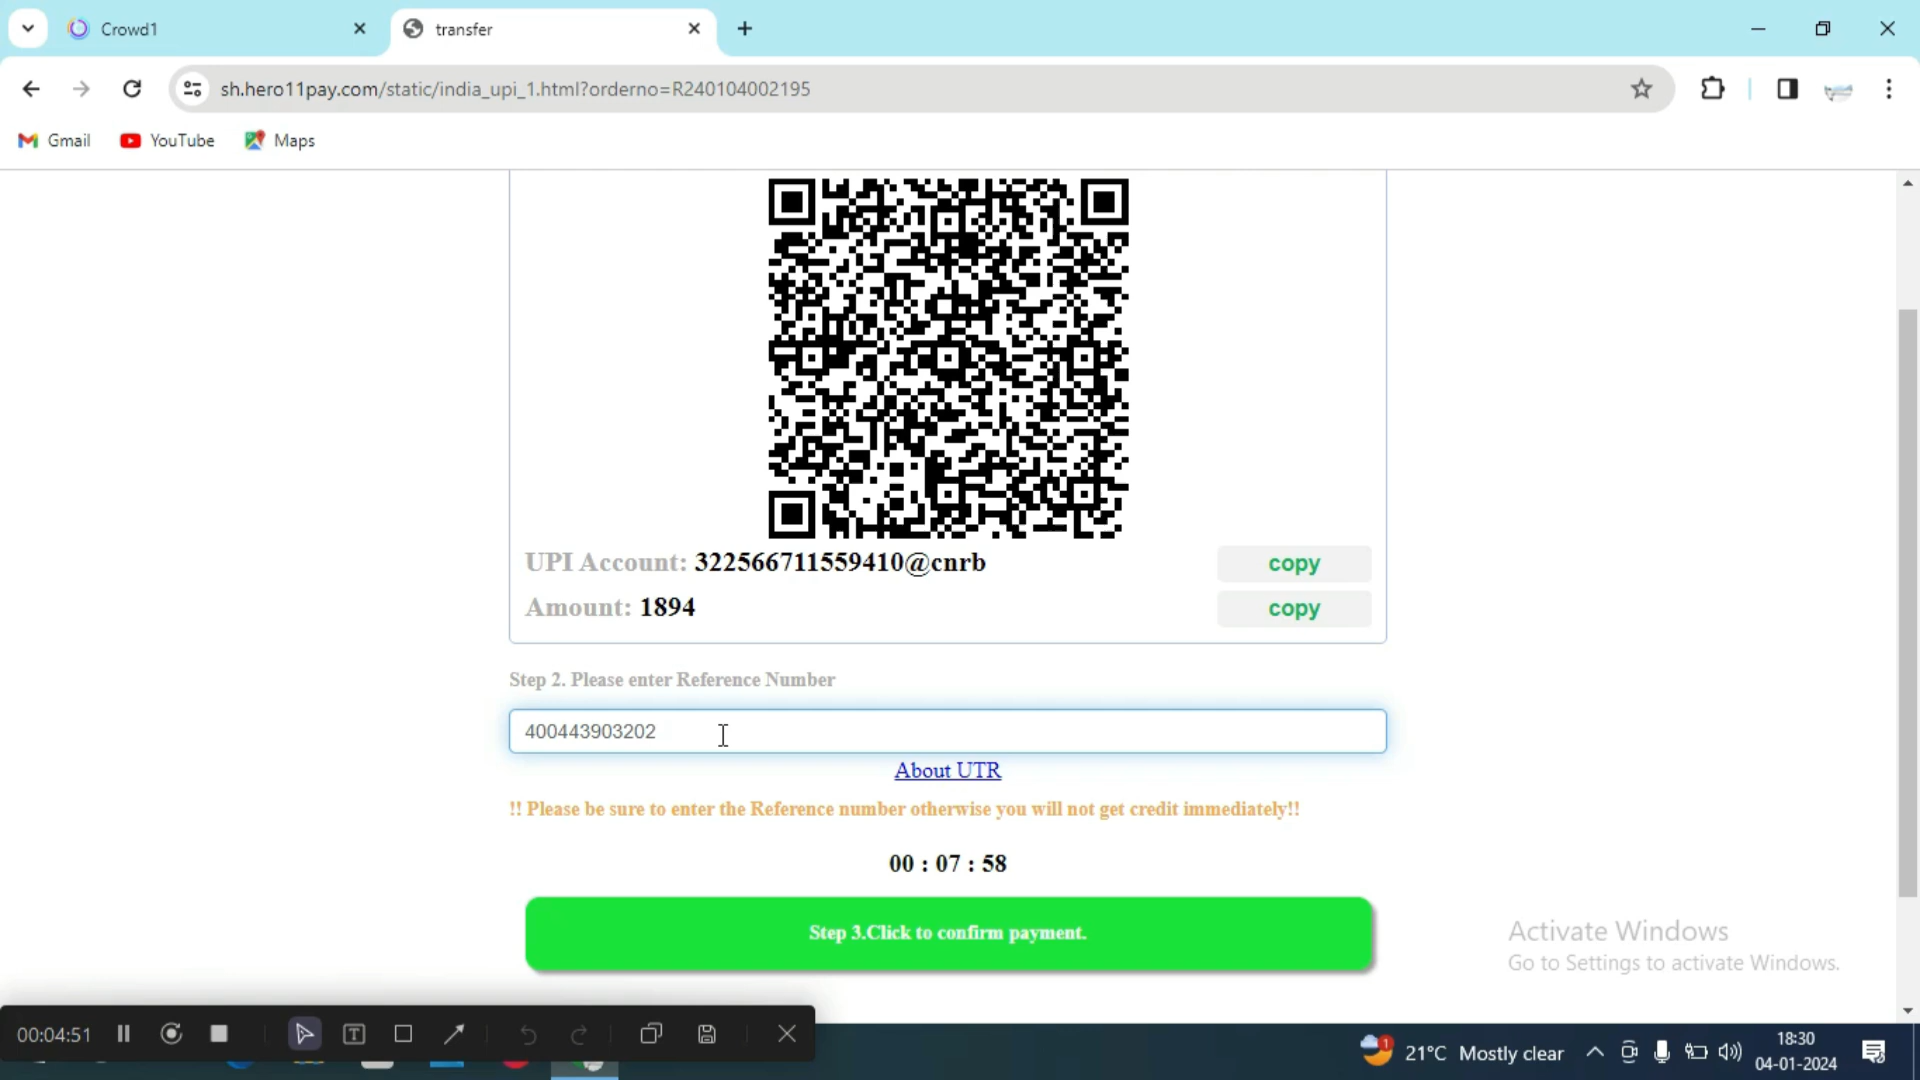 Crowd1
transfer
sh.hero11pay.com/static/india_upi_1.html?orderno=R240104002195
Gmail
YouTube
Maps
UPI Account: 322566711559410@cnrb
copy
Amount: 1894
copy
Step 2. Please enter Reference Number
400443903202
About UTR
!! Please be sure to enter the Reference number otherwise you will not get credit immediately!!
00 : 07 : 58
Step 3.Click to confirm payment.
Activate Windows
Go to Settings to activate Windows.
00:04:51
T
1
21°C Mostly clear
18:30
04-01-2024